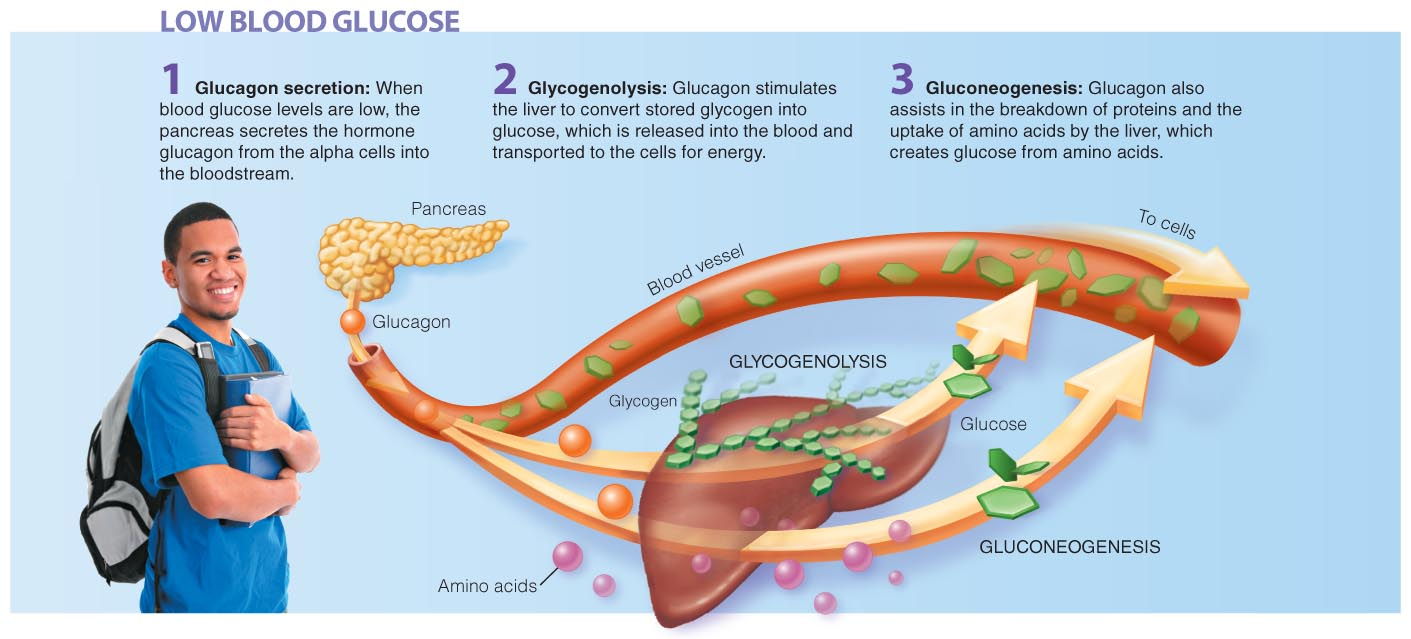 LOW BLOOD GLUCOSE
1 Glucagon secretion: When
blood glucose levels are low, the
pancreas secretes the hormone
glucagon from the alpha cells into
the bloodstream.
2 Glycogenolysis: Glucagon stimulates
the liver to convert stored glycogen into
glucose, which is released into the blood and
transported to the cells for energy.
3 Gluconeogenesis: Glucagon also
assists in the breakdown of proteins and the
uptake of amino acids by the liver, which
creates glucose from amino acids.
Pancreas
To cells
Blood vessel
Glucagon
GLYCOGENOLYSIS
Glycogen
Glucose
GLUCONEOGENESIS
Amino acids